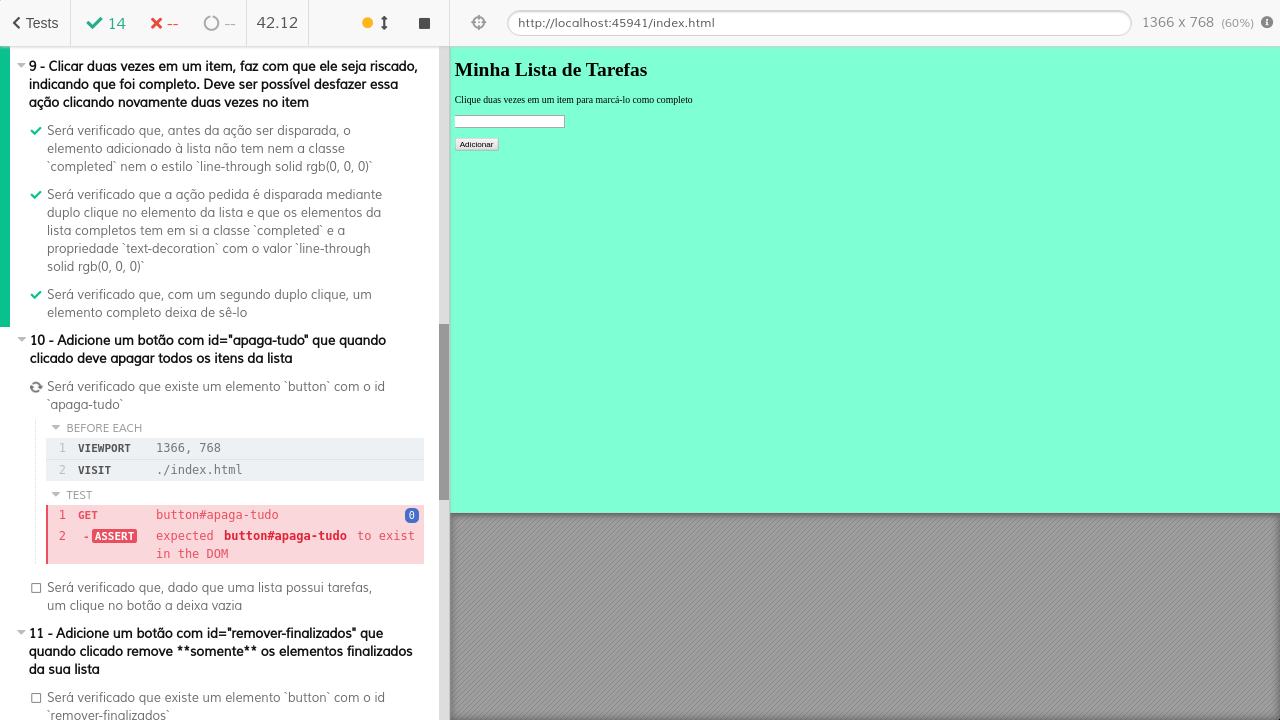 Tests 14 -- -- 42.12
http://localhost:45941/index.html 1366 x 768 (60%)
9 - Clicar duas vezes em um item, faz com que ele seja riscado,
indicando que foi completo. Deve ser possível desfazer essa
ação clicando novamente duas vezes no item
Será verificado que, antes da ação ser disparada, o
elemento adicionado à lista não tem nem a classe
`completed` nem o estilo `line-through solid rgb(0, 0, 0)`
Será verificado que a ação pedida é disparada mediante
duplo clique no elemento da lista e que os elementos da
lista completos tem em si a classe `completed` e a
propriedade `text-decoration` com o valor `line-through
solid rgb(0, 0, 0)`
Será verificado que, com um segundo duplo clique, um
elemento completo deixa de sê-lo
10 - Adicione um botão com id="apaga-tudo" que quando
clicado deve apagar todos os itens da lista
Será verificado que existe um elemento `button` com o id
`apaga-tudo`
BEFORE EACH
1 VIEWPORT 1366, 768
2 VISIT ./index.html
TEST
1 GET button#apaga-tudo 0
2 -ASSERT expected button#apaga-tudo to exist
in the DOM
Será verificado que, dado que uma lista possui tarefas,
um clique no botão a deixa vazia
11 - Adicione um botão com id="remover-finalizados" que
quando clicado remove **somente** os elementos finalizados
da sua lista
Será verificado que existe um elemento `button` com o id
`remover-finalizados`
Minha Lista de Tarefas
Clique duas vezes em um item para marcá-lo como completo
Adicionar